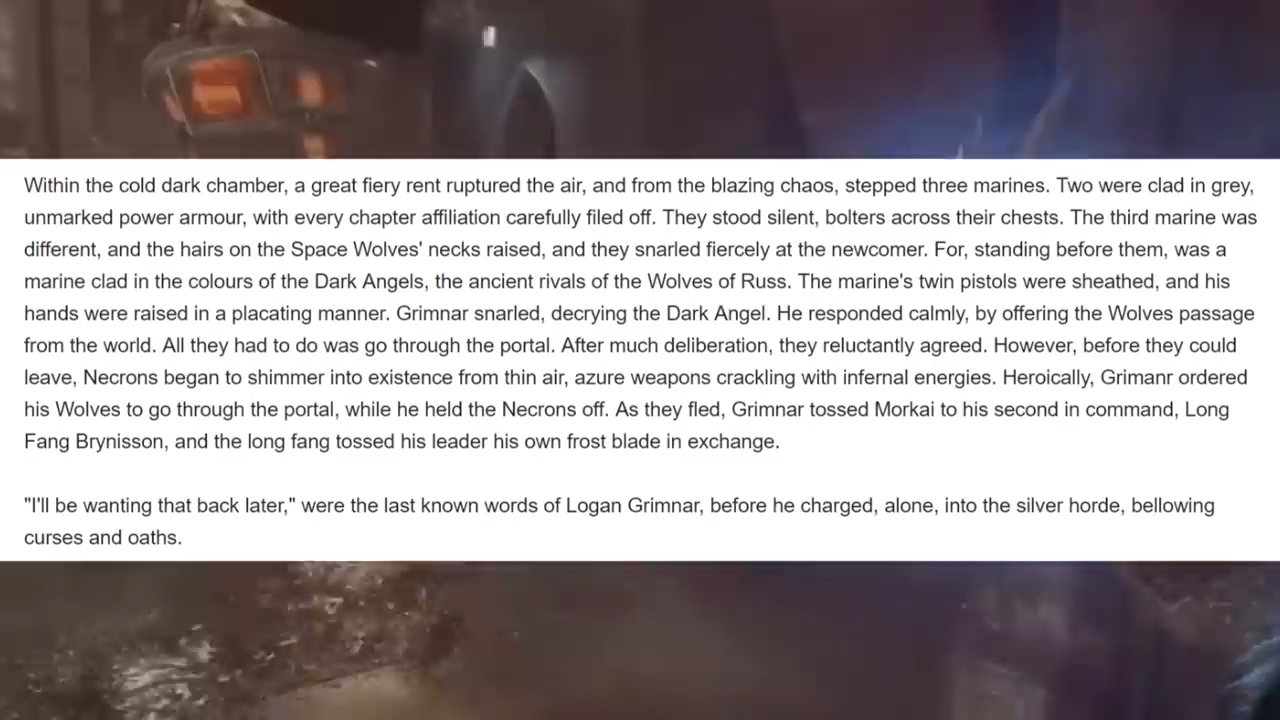 Within the cold dark chamber, a great fiery rent ruptured the air, and from the blazing chaos, stepped three marines. Two were clad in grey,
unmarked power armour, with every chapter affiliation carefully filed off. They stood silent, bolters across their chests. The third marine was
different, and the hairs on the Space Wolves' necks raised, and they snarled fiercely at the newcomer. For, standing before them, was a
marine clad in the colours of the Dark Angels, the ancient rivals of the Wolves of Russ. The marine's twin pistols were sheathed, and his
hands were raised in a placating manner. Grimnar snarled, decrying the Dark Angel. He responded calmly, by offering the Wolves passage
from the world. All they had to do was go through the portal. After much deliberation, they reluctantly agreed. However, before they could
leave, Necrons began to shimmer into existence from thin air, azure weapons crackling with infernal energies. Heroically, Grimanr ordered
his Wolves to go through the portal, while he held the Necrons off. As they fled, Grimnar tossed Morkai to his second in command, Long
Fang Brynisson, and the long fang tossed his leader his own frost blade in exchange.
"I'll be wanting that back later," were the last known words of Logan Grimnar, before he charged, alone, into the silver horde, bellowing
curses and oaths.